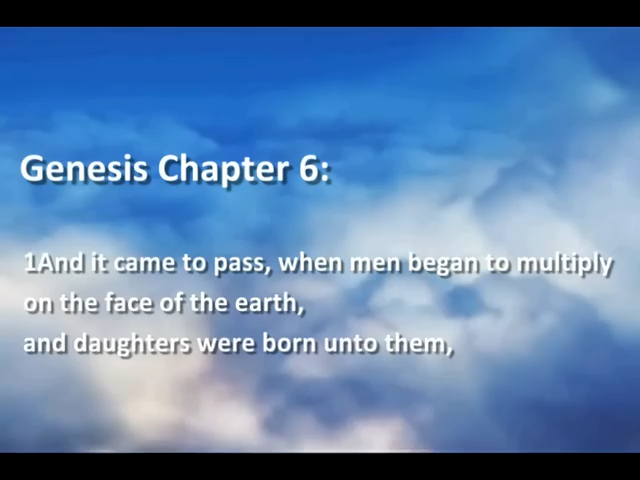 Genesis Chapter 6:
1And it came to pass, when men began to multiply
on the face of the earth,
and daughters were born unto them,